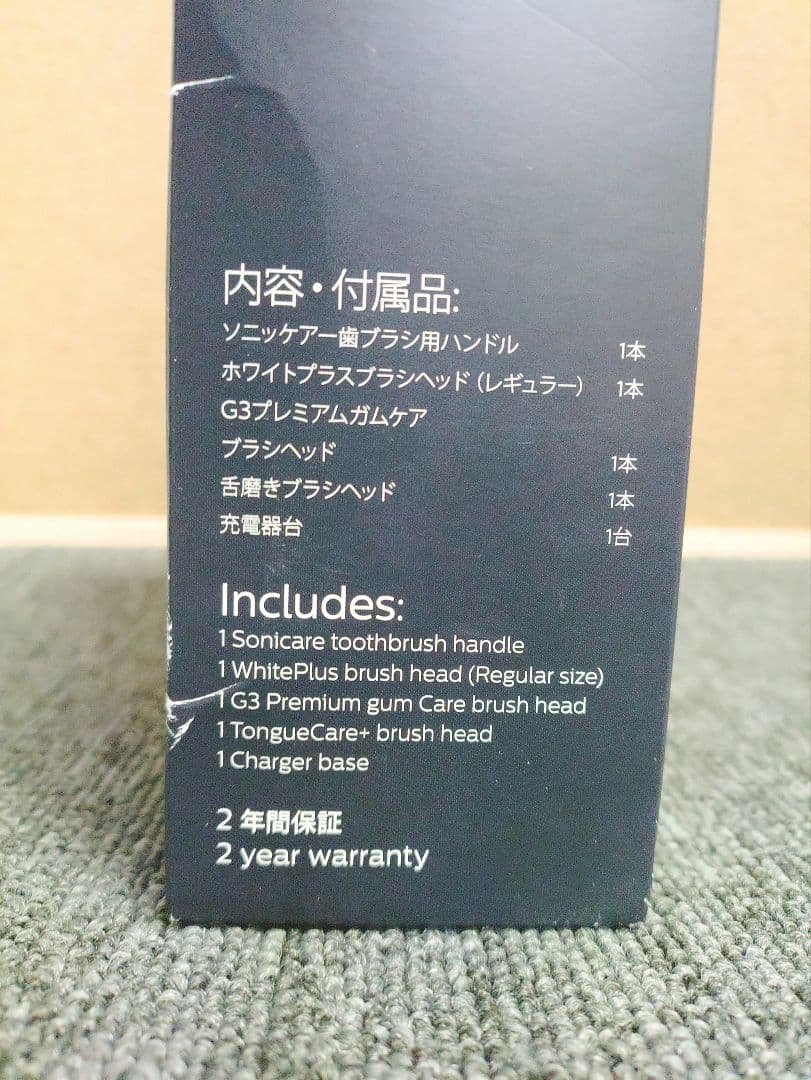 内容・付属品:
ソニッケアー歯ブラシ用ハンドル 1本
ホワイトプラスブラシヘッド（レギュラー） 1本
G3プレミアムガムケア
ブラシヘッド 1本
舌磨きブラシヘッド 1本
充電器台 1台
Includes:
1 Sonicare toothbrush handle
1 WhitePlus brush head (Regular size)
1 G3 Premium gum Care brush head
1 TongueCare+ brush head
1 Charger base
2 年間保証
2 year warranty